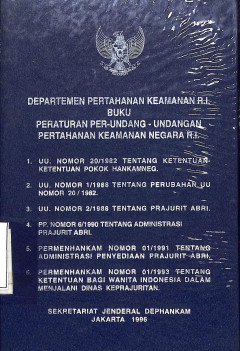 DEPARTEMEN PERTAHANAN KEAMANAN R.I.
BUKU
PERATURAN PER-UNDANG - UNDANGAN
PERTAHANAN KEAMANAN NEGARA R.I.
1. UU. NOMOR 20/1982 TENTANG KETENTUAN-
KETENTUAN POKOK HANKAMNEG.
2. UU. NOMOR 1/1988 TENTANG PERUBAHAN UU
NOMOR 20 / 1982.
3. UU. NOMOR 2/1988 TENTANG PRAJURIT ABRI.
4. PP. NOMOR 6/1990 TENTANG ADMINISTRASI
PRAJURIT ABRI.
5. PERMENHANKAM NOMOR 01/1991 TENTANG
ADMINISTRASI PENYEDIAAN PRAJURIT ABRI.
6. PERMENHANKAM NOMOR 01/1993 TENTANG
KETENTUAN BAGI WANITA INDONESIA DALAM
MENJALANI DINAS KEPRAJURITAN.
SEKRETARIAT JENDERAL DEPHANKAM
JAKARTA 1996